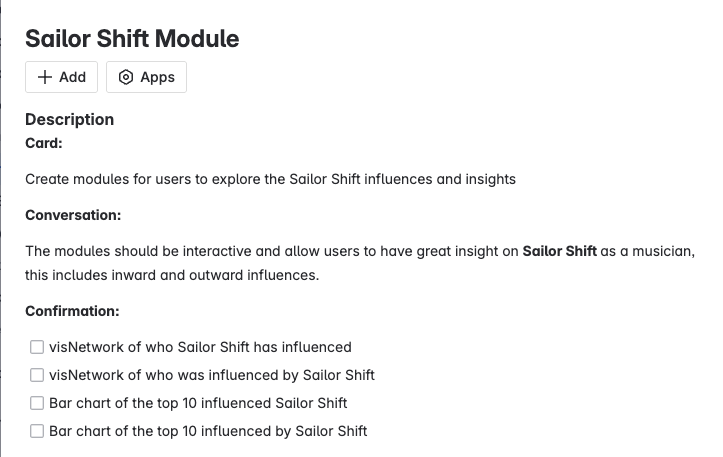 Sailor Shift Module
Add
Apps
Description
Card:
Create modules for users to explore the Sailor Shift influences and insights
Conversation:
The modules should be interactive and allow users to have great insight on Sailor Shift as a musician,
this includes inward and outward influences.
Confirmation:
visNetwork of who Sailor Shift has influenced
visNetwork of who was influenced by Sailor Shift
Bar chart of the top 10 influenced Sailor Shift
Bar chart of the top 10 influenced by Sailor Shift